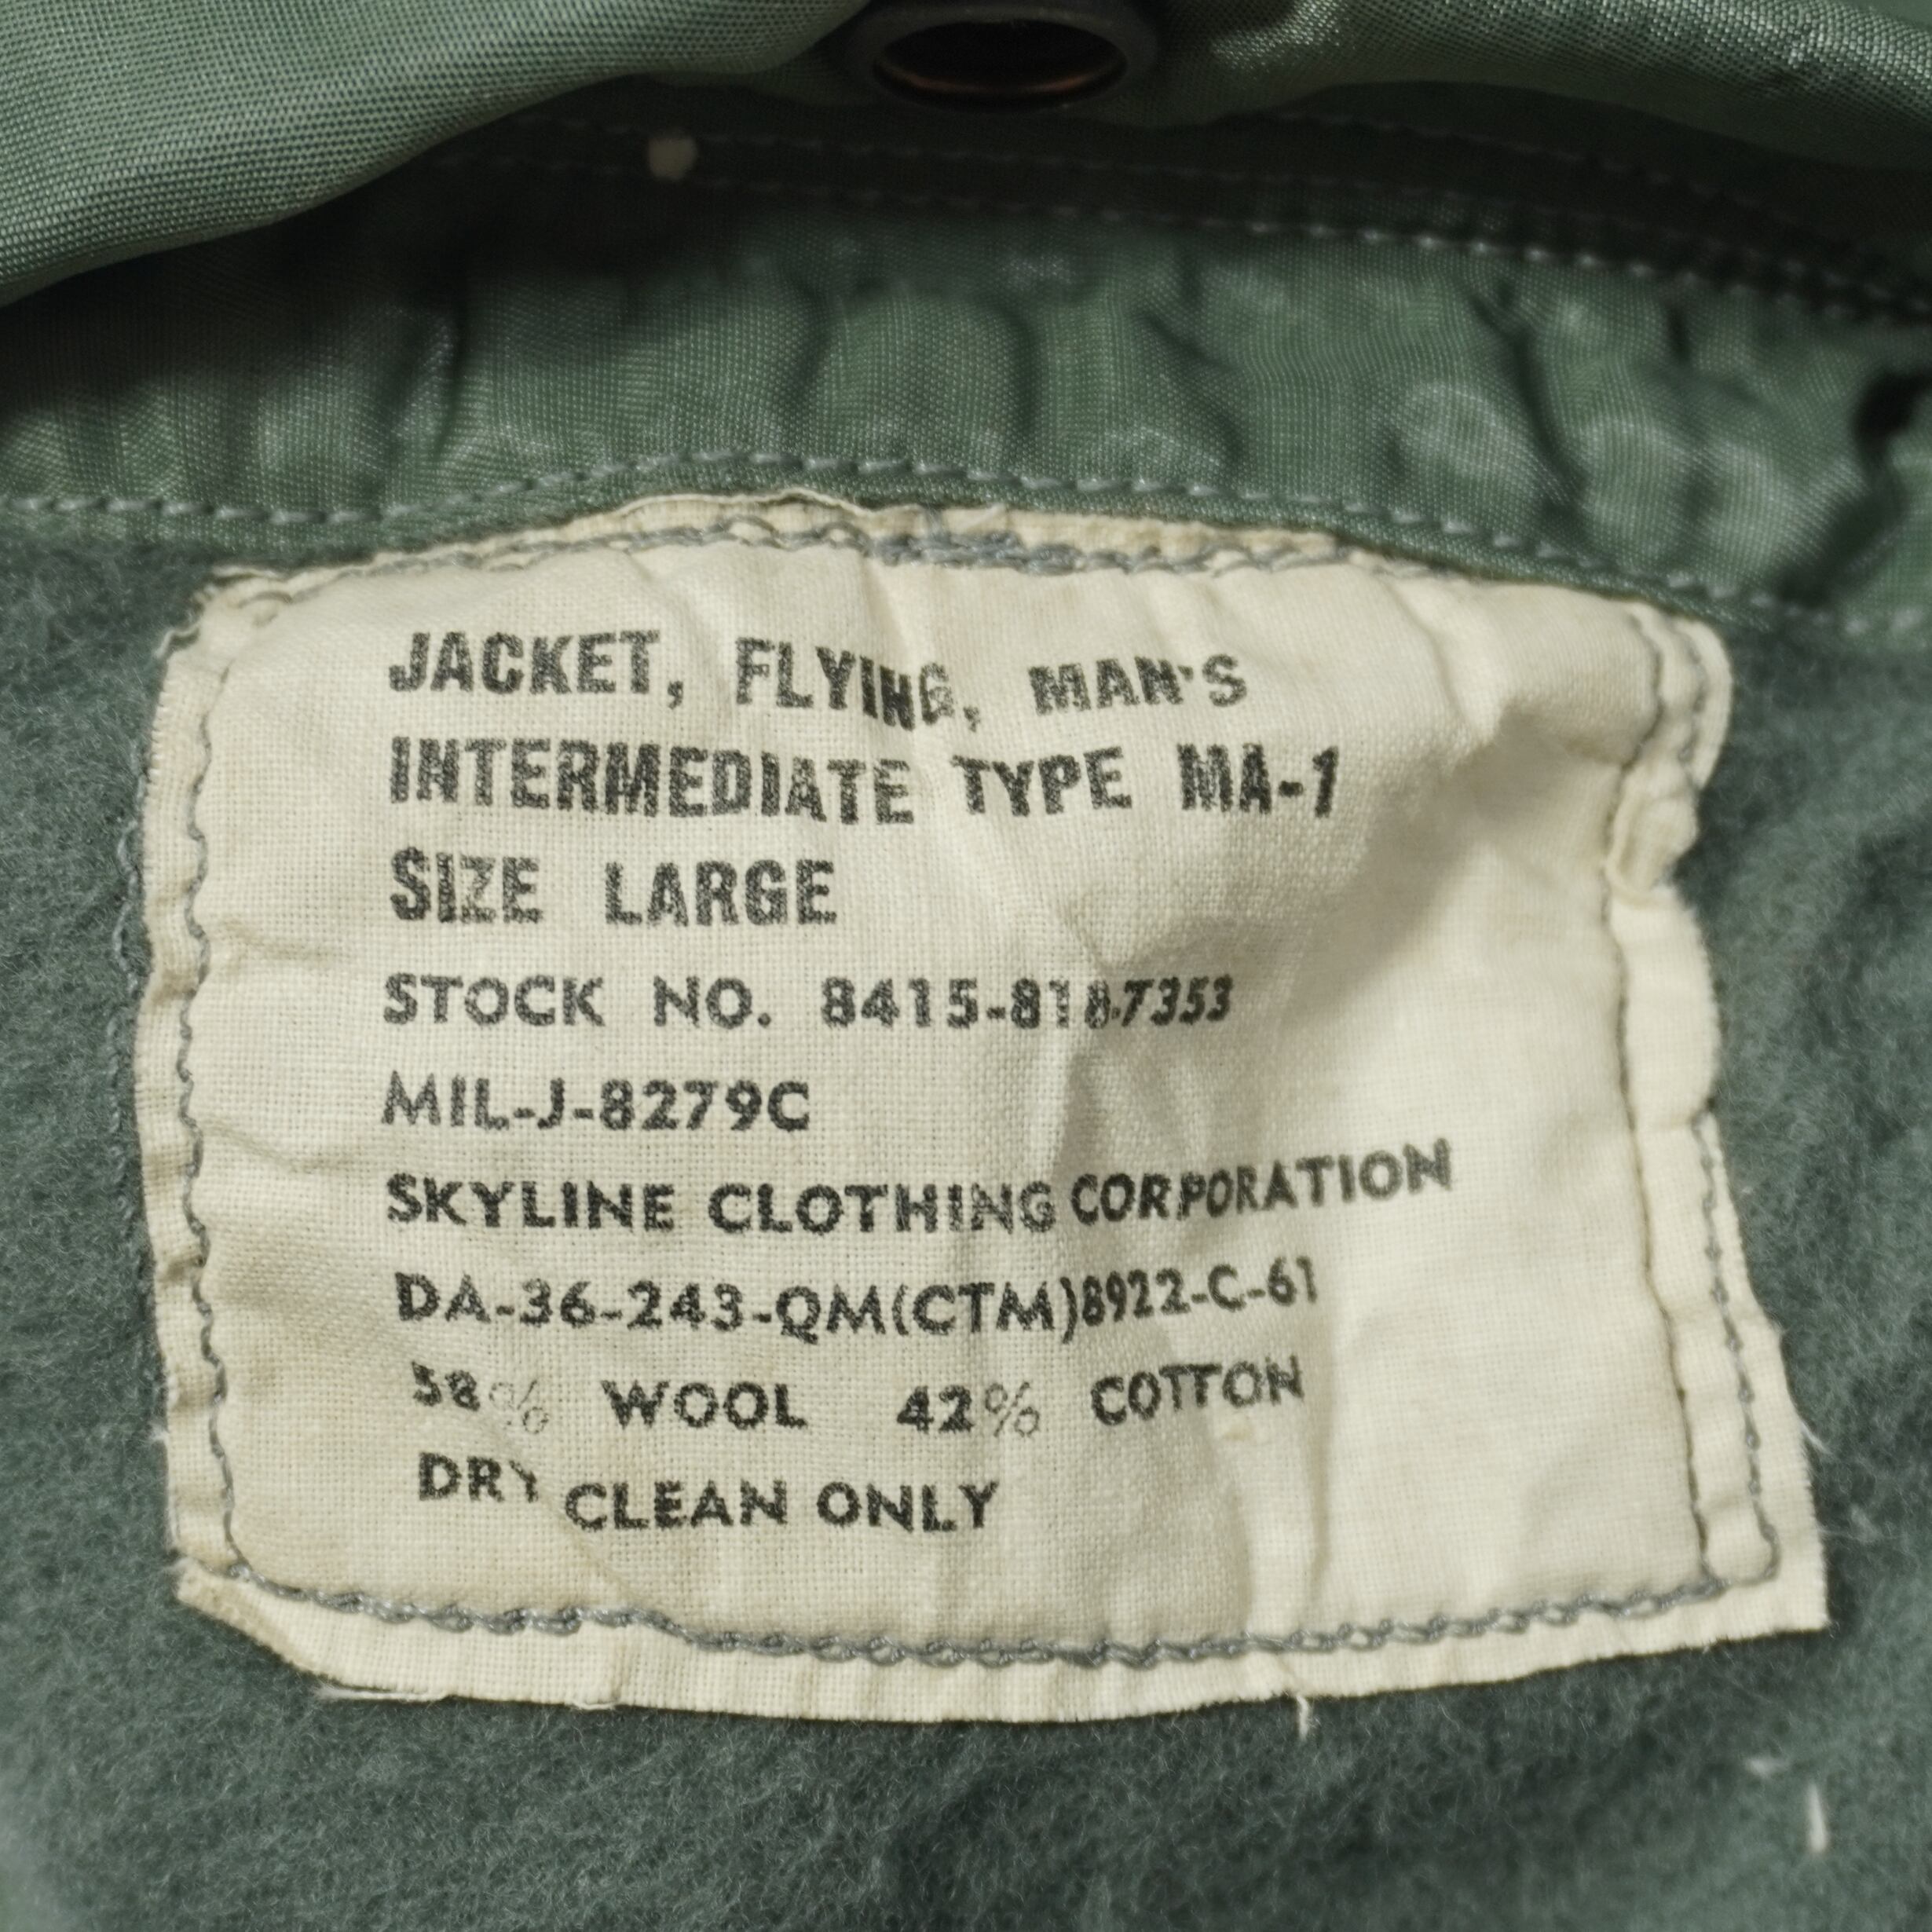 JACKET, FLYING, MAN'S
INTERMEDIATE TYPE MA-1
SIZE LARGE
STOCK NO. 8415-818-7353
MIL-J-8279C
SKYLINE CLOTHING CORPORATION
DA-36-243-QM(CTM)8922-C-61
58% WOOL 42% COTTON
DRY CLEAN ONLY